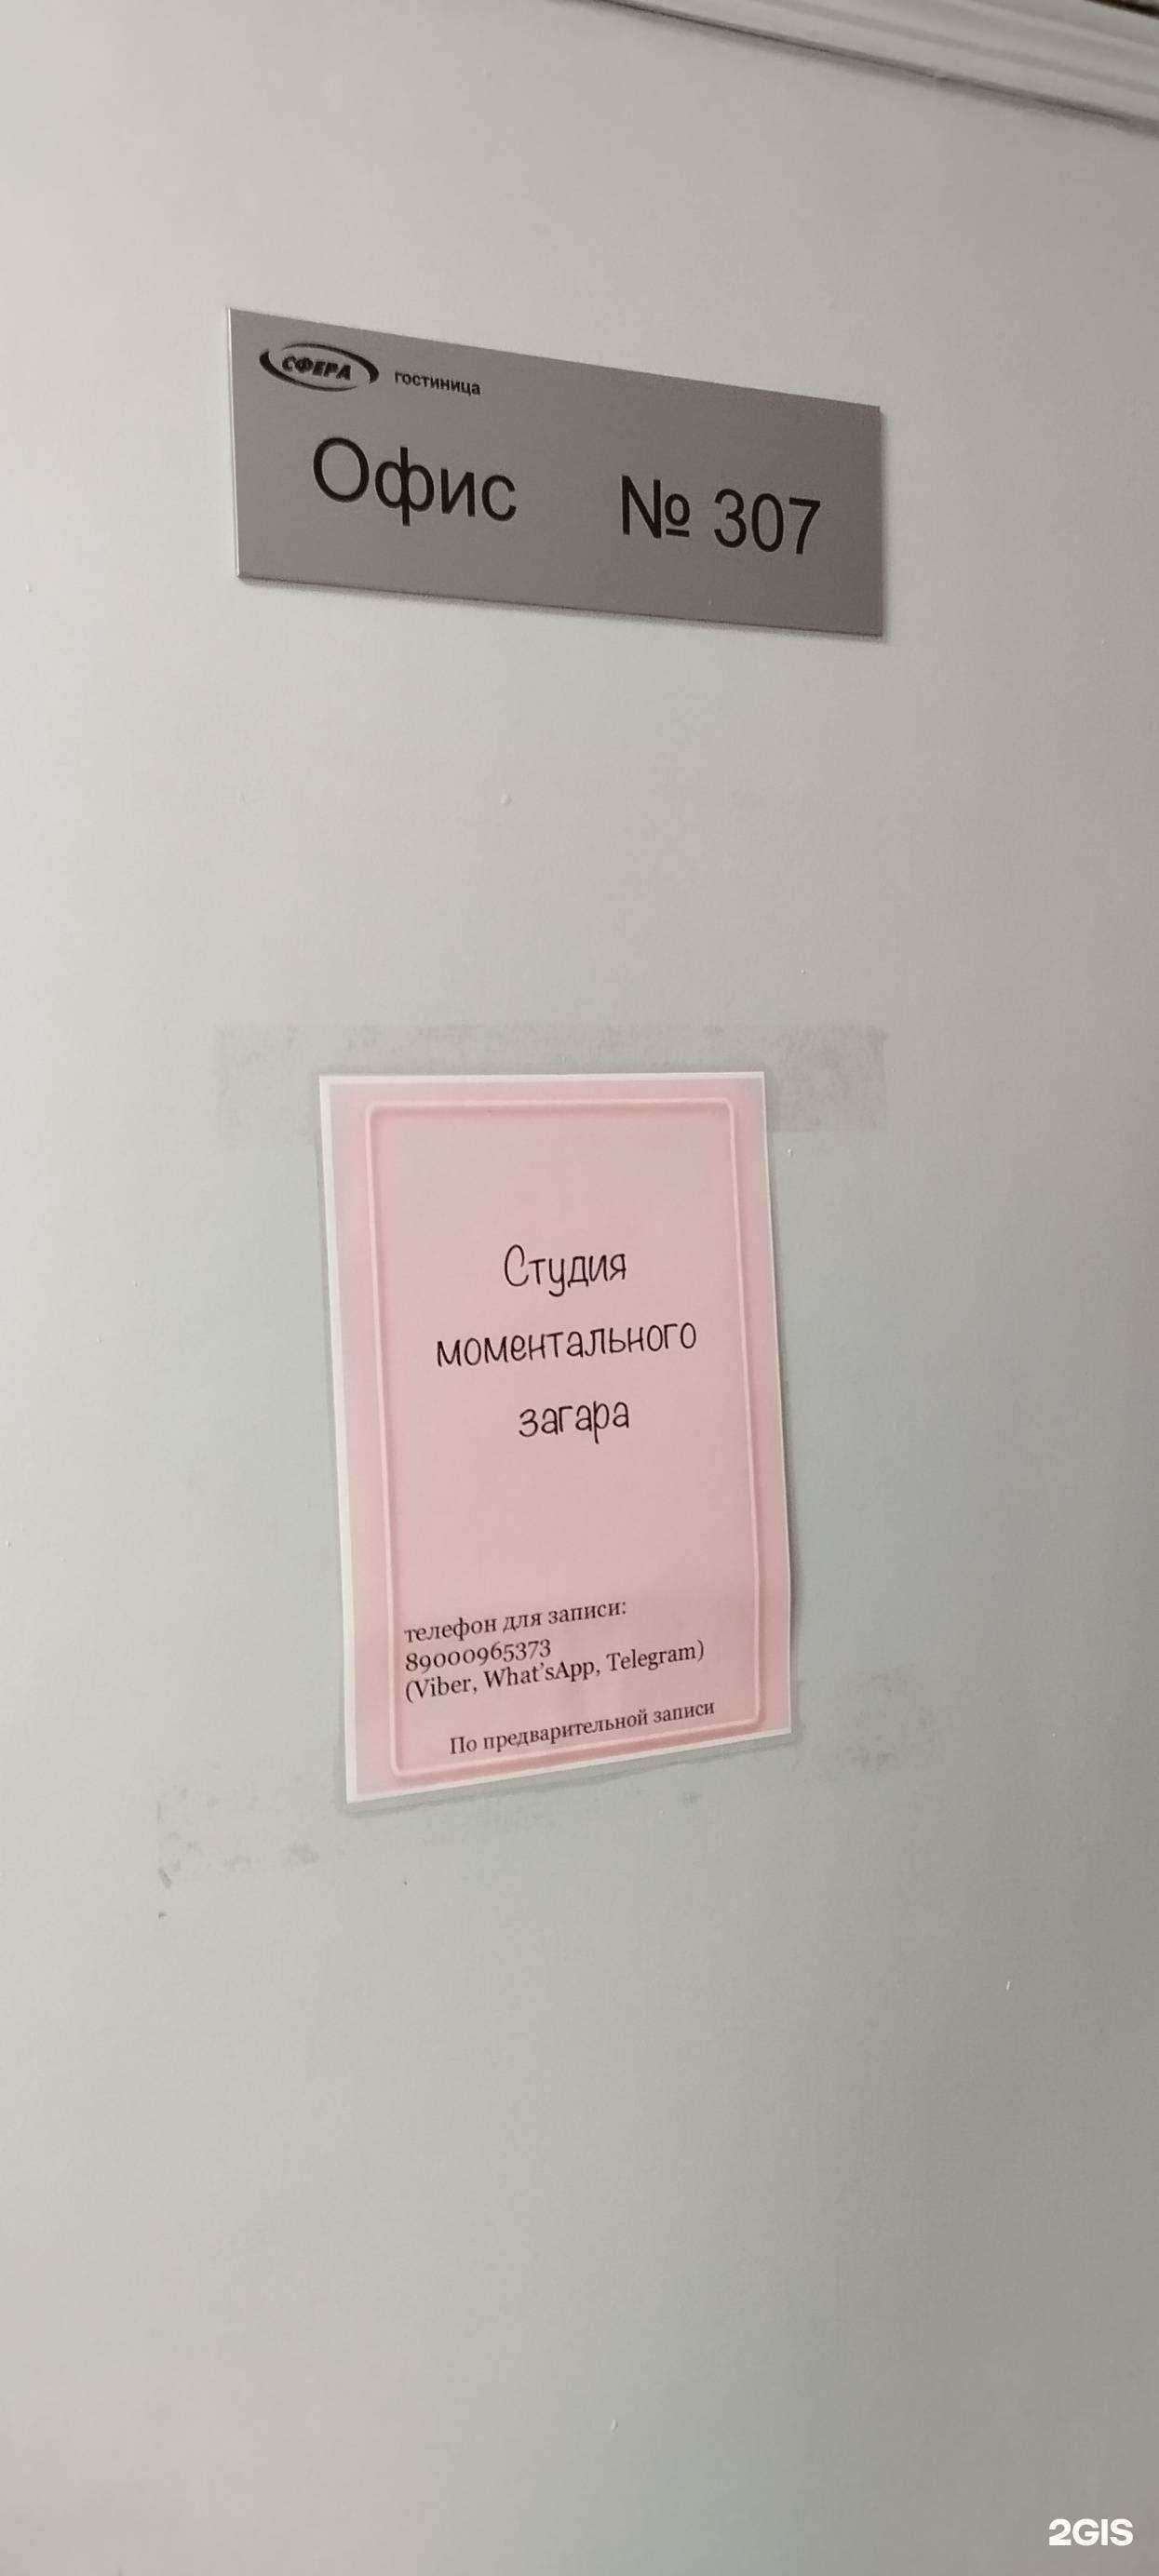 СФЕРА гостиница
Офис № 307
Студия
моментального
загара
телефон для записи:
89000965373
(Viber, What'sApp, Telegram)
По предварительной записи
2GIS